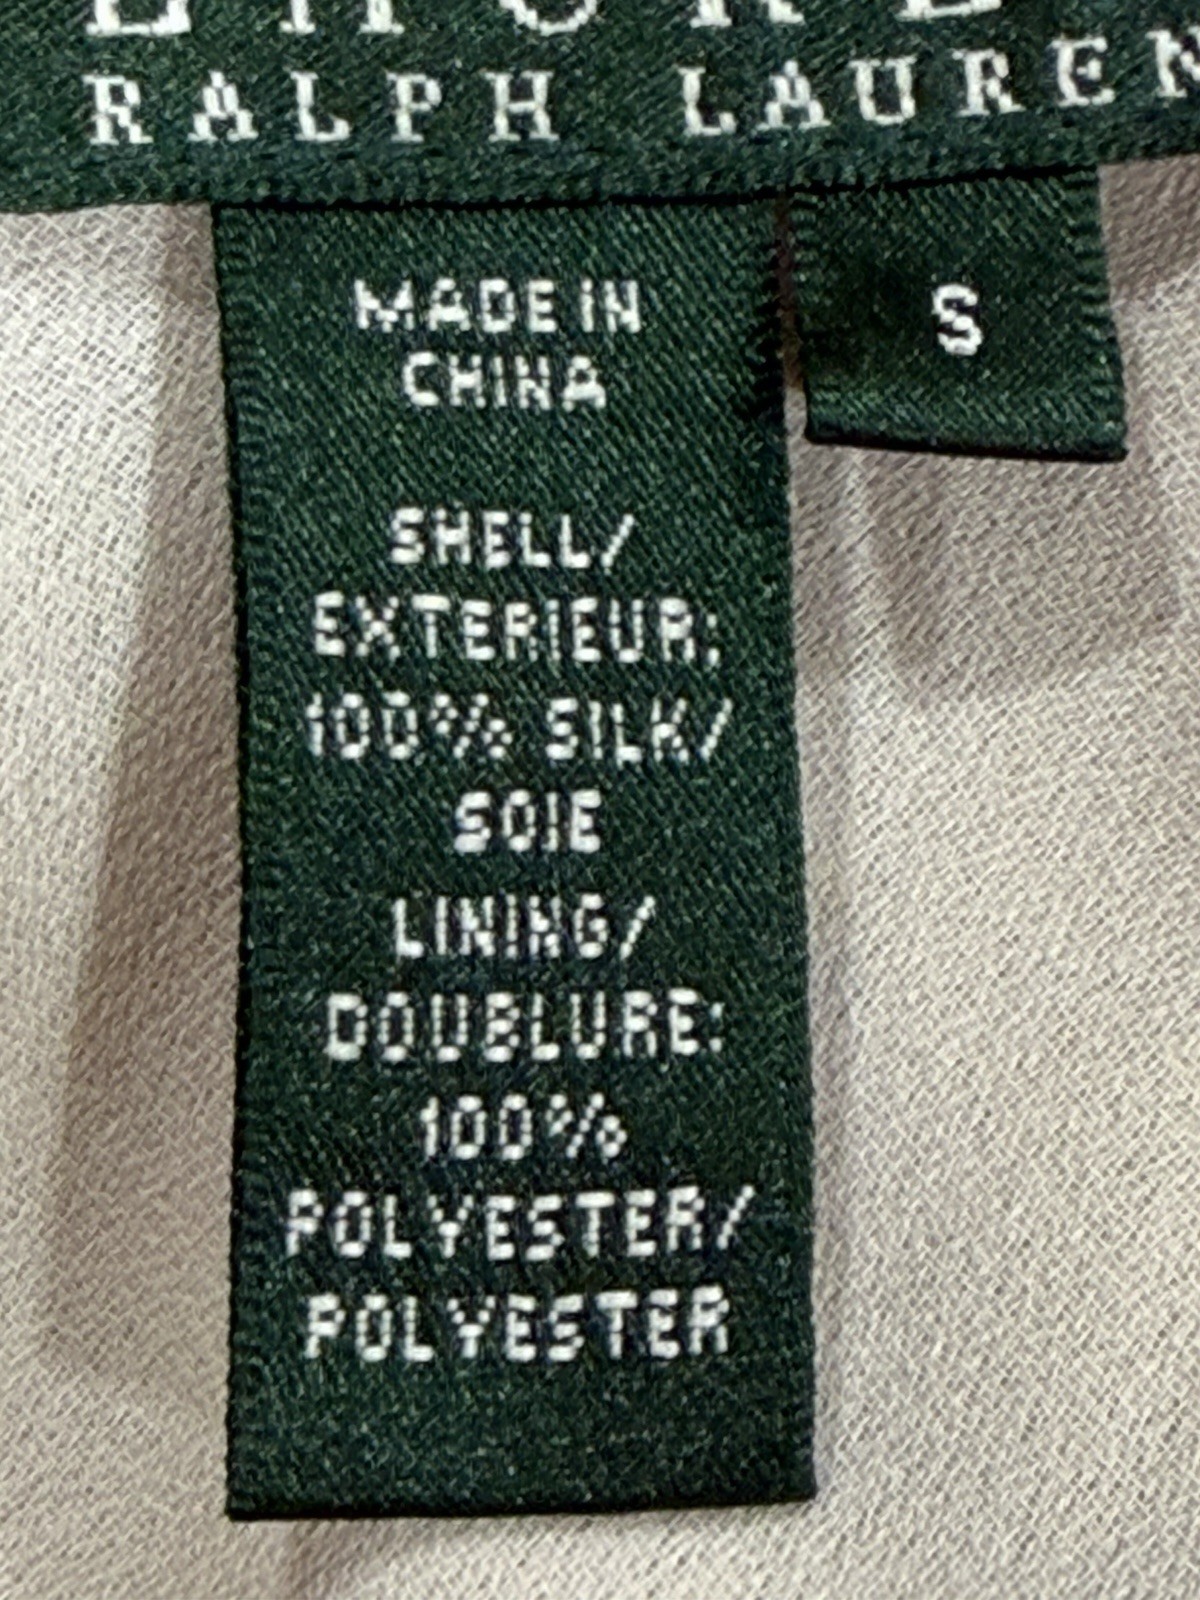 RALPH LAUREN
MADE IN
CHINA
S
SHELL/
EXTERIEUR:
100% SILK/
SOIE
LINING/
DOUBLURE:
100%
POLYESTER/
POLYESTER